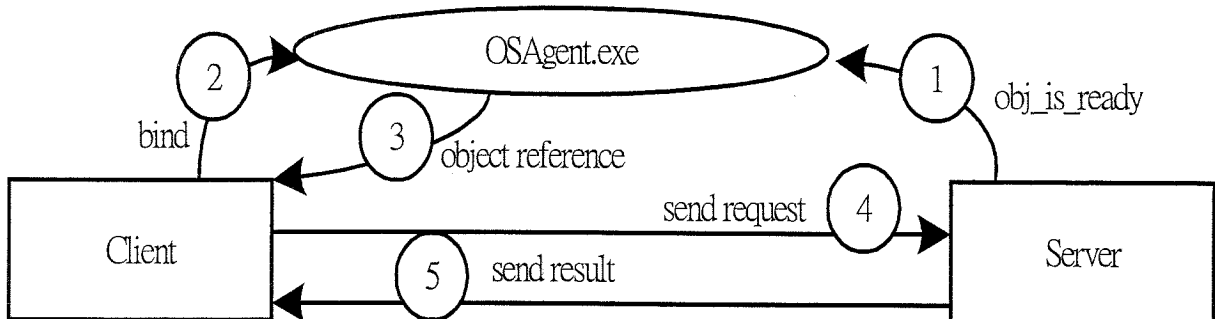 OSAgent.exe
2
1
obj_is_ready
bind
3
object reference
send request
4
Client
Server
5
send result